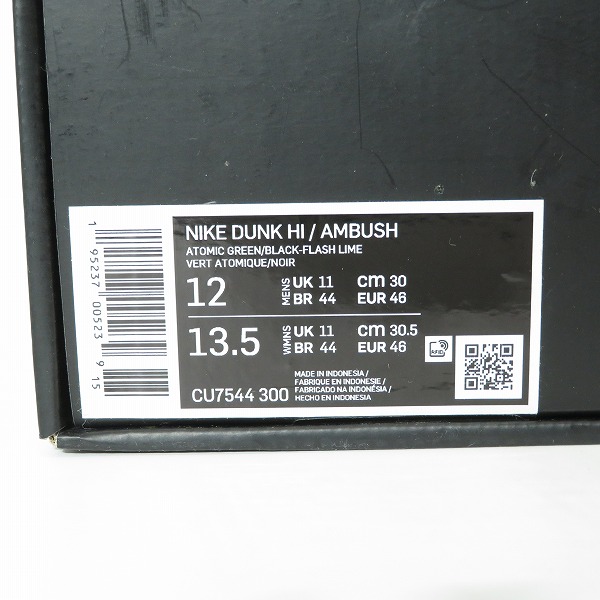 NIKE DUNK HI / AMBUSH
ATOMIC GREEN/BLACK-FLASH LIME
VERT ATOMIQUE/NOIR
12 MENS UK 11 CM 30
BR 44 EUR 46
13.5 WMNS UK 11 CM 30.5
BR 44 EUR 46
RFID
CU7544 300
MADE IN INDONESIA /
FABRIQUE EN INDONESIE /
FABRICADO NA INDONÉSIA /
HECHO EN INDONESIA
1 95237 00523 9 15